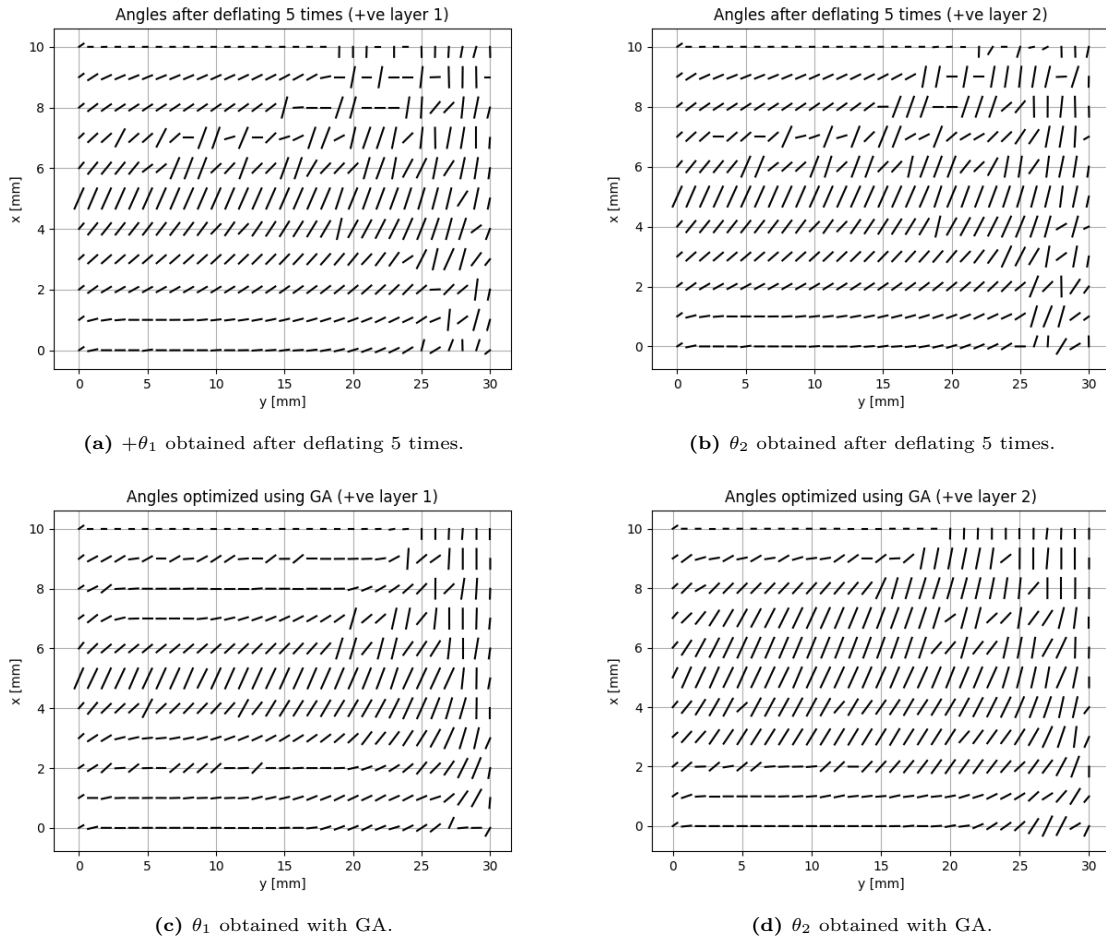 Angles after deflating 5 times (+ve layer 1)
10
8
6
4
2
0
x [mm]
0 5 10 15 20 25 30
y [mm]
(a) +θ1 obtained after deflating 5 times.
Angles after deflating 5 times (+ve layer 2)
10
8
6
4
2
0
x [mm]
0 5 10 15 20 25 30
y [mm]
(b) θ2 obtained after deflating 5 times.
Angles optimized using GA (+ve layer 1)
10
8
6
4
2
0
x [mm]
0 5 10 15 20 25 30
y [mm]
(c) θ1 obtained with GA.
Angles optimized using GA (+ve layer 2)
10
8
6
4
2
0
x [mm]
0 5 10 15 20 25 30
y [mm]
(d) θ2 obtained with GA.